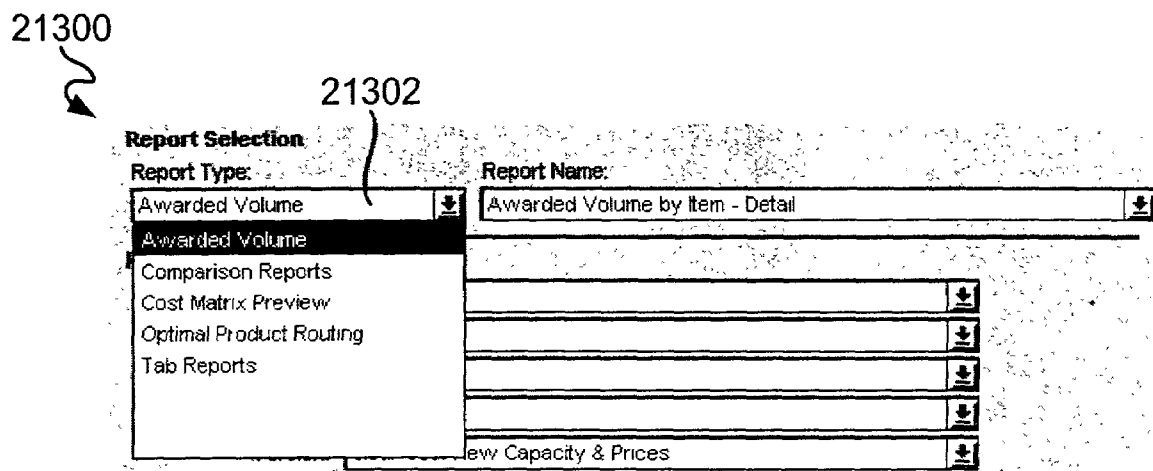 21300
21302
Report Selection
Report Type: Report Name:
Awarded Volume Awarded Volume by Item - Detail
Awarded Volume
Comparison Reports
Cost Matrix Preview
Optimal Product Routing
Tab Reports
Capacity & Prices